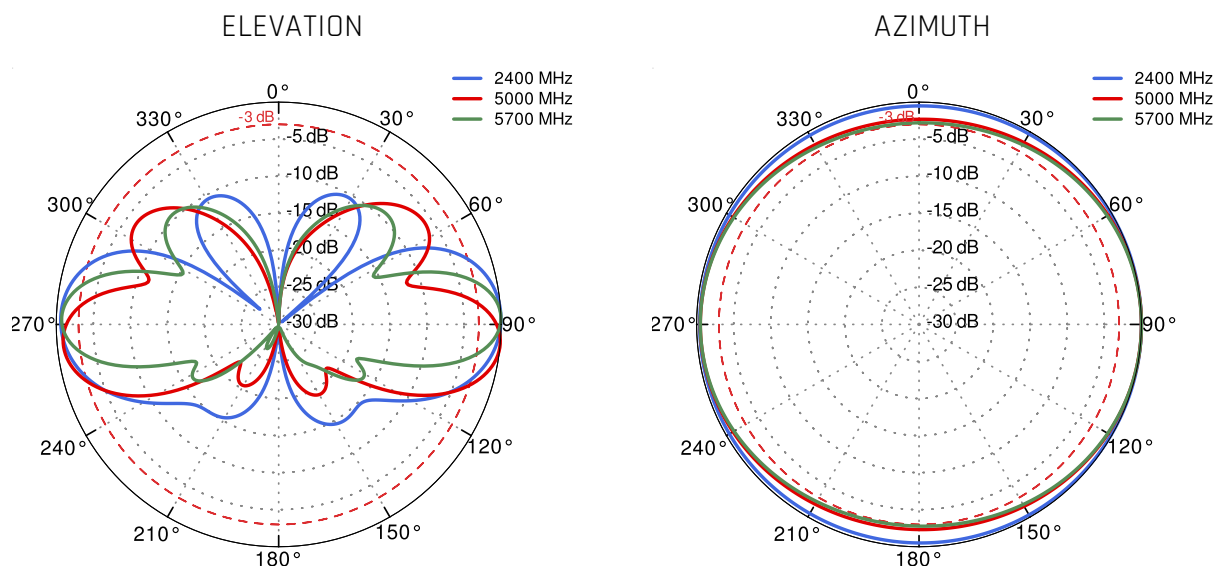 ELEVATION
2400 MHz
5000 MHz
5700 MHz
0°
330°
30°
-3 dB
-5 dB
-10 dB
300°
60°
-15 dB
-20 dB
-25 dB
270°
-30 dB
90°
240°
120°
210°
150°
180°
AZIMUTH
2400 MHz
5000 MHz
5700 MHz
0°
330°
30°
-3 dB
-5 dB
-10 dB
300°
60°
-15 dB
-20 dB
-25 dB
270°
-30 dB
90°
240°
120°
210°
150°
180°